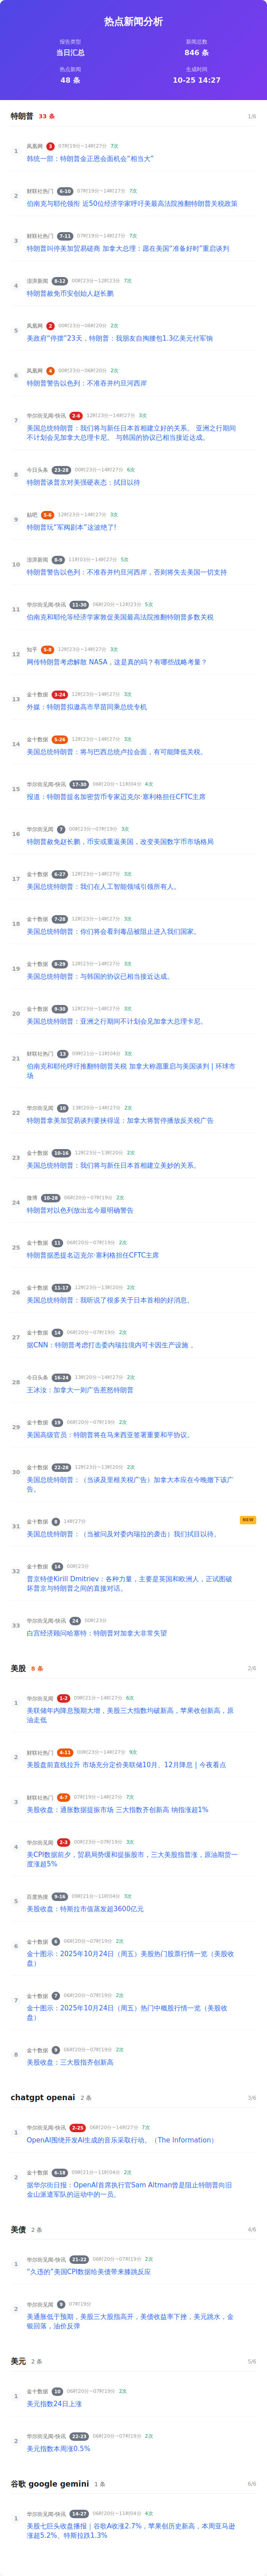 热点新闻分析
报告类型
新闻总数
当日汇总
846 条
热点新闻
生成时间
48 条
10-25 14:27
特朗普 33 条 1/6
1 凤凰网 3 07时19分~14时27分 7次
韩统一部：特朗普金正恩会面机会"相当大"
2 财联社热门 6-10 07时19分~14时27分 7次
伯南克与耶伦领衔 近50位经济学家呼吁美最高法院推翻特朗普关税政策
3 财联社热门 7-11 07时19分~14时27分 7次
特朗普叫停美加贸易磋商 加拿大总理：愿在美国"准备好时"重启谈判
4 澎湃新闻 8-12 00时23分~12时23分 7次
特朗普赦免币安创始人赵长鹏
5 凤凰网 2 00时23分~06时20分 2次
美政府"停摆"23天，特朗普：我朋友自掏腰包1.3亿美元付军饷
6 凤凰网 4 00时23分~06时20分 2次
特朗普警告以色列：不准吞并约旦河西岸
7 华尔街见闻-快讯 2-6 12时23分~14时27分 3次
美国总统特朗普：我们将与新任日本首相建立好的关系。 亚洲之行期间
不计划会见加拿大总理卡尼。 与韩国的协议已相当接近达成。
8 今日头条 23-28 00时23分~14时27分 6次
特朗普谈普京对美强硬表态：拭目以待
9 贴吧 5-6 12时23分~14时27分 3次
特朗普玩"军阀剧本"这波绝了!
10 澎湃新闻 8-9 11时03分~14时27分 5次
特朗普警告以色列：不准吞并约旦河西岸，否则将失去美国一切支持
11 华尔街见闻-快讯 11-30 06时20分~12时23分 5次
伯南克和耶伦等经济学家敦促美国最高法院推翻特朗普多数关税
12 知乎 5-8 12时23分~14时27分 3次
网传特朗普考虑解散 NASA，这是真的吗？有哪些战略考量？
13 金十数据 3-24 12时23分~14时27分 3次
外媒：特朗普拟邀高市早苗同乘总统专机
14 金十数据 5-26 12时23分~14时27分 3次
美国总统特朗普：将与巴西总统卢拉会面，有可能降低关税。
15 华尔街见闻-快讯 17-30 06时20分~11时04分 4次
报道：特朗普提名加密货币专家迈克尔·塞利格担任CFTC主席
16 华尔街见闻 7 00时23分~07时19分 3次
特朗普赦免赵长鹏，币安或重返美国，改变美国数字币市场格局
17 金十数据 6-27 12时23分~14时27分 3次
美国总统特朗普：我们在人工智能领域引领所有人。
18 金十数据 7-28 12时23分~14时27分 3次
美国总统特朗普：你们将会看到毒品被阻止进入我们国家。
19 金十数据 8-29 12时23分~14时27分 3次
美国总统特朗普：与韩国的协议已相当接近达成。
20 金十数据 9-30 12时23分~14时27分 3次
美国总统特朗普：亚洲之行期间不计划会见加拿大总理卡尼。
21 财联社热门 13 09时21分~11时04分 3次
伯南克和耶伦呼吁推翻特朗普关税 加拿大称愿重启与美国谈判 | 环球市
场
22 华尔街见闻 10 13时20分~14时27分 2次
特朗普拿美加贸易谈判要挟得逞：加拿大将暂停播放反关税广告
23 金十数据 10-16 12时23分~13时20分 2次
美国总统特朗普：我们将与新任日本首相建立美妙的关系。
24 微博 10-28 06时20分~07时19分 2次
特朗普对以色列放出迄今最明确警告
25 金十数据 11 06时20分~07时19分 2次
特朗普据悉提名迈克尔·塞利格担任CFTC主席
26 金十数据 11-17 12时23分~13时20分 2次
美国总统特朗普：我听说了很多关于日本首相的好消息。
27 金十数据 14 06时20分~07时19分 2次
据CNN：特朗普考虑打击委内瑞拉境内可卡因生产设施 。
28 今日头条 16-24 13时20分~14时27分 2次
王冰汝：加拿大一则广告惹怒特朗普
29 金十数据 19 06时20分~07时19分 2次
美国高级官员：特朗普将在马来西亚签署重要和平协议。
30 金十数据 22-28 12时23分~13时20分 2次
美国总统特朗普：（当谈及里根关税广告）加拿大本应在今晚撤下该广
告。
31 金十数据 8 14时27分 NEW
美国总统特朗普：（当被问及对委内瑞拉的袭击）我们拭目以待。
32 金十数据 14 00时23分
普京特使Kirill Dmitriev：各种力量，主要是英国和欧洲人，正试图破
坏普京与特朗普之间的直接对话。
33 华尔街见闻-快讯 24 00时23分
白宫经济顾问哈塞特：特朗普对加拿大非常失望
美股 8 条 2/6
1 华尔街见闻 1-2 09时21分~14时27分 6次
美联储年内降息预期大增，美股三大指数均破新高，苹果收创新高，原
油走低
2 财联社热门 4-11 00时23分~14时27分 9次
美股盘前直线拉升 市场充分定价美联储10月、12月降息 | 今夜看点
3 财联社热门 4-7 07时19分~14时27分 7次
美股收盘：通胀数据提振市场 三大指数齐创新高 纳指涨超1%
4 华尔街见闻 2-3 00时23分~07时19分 3次
美CPI数据前夕，贸易局势缓和提振股市，三大美股指普涨，原油期货一
度涨超5%
5 百度热搜 9-16 09时21分~11时04分 3次
美股收盘：特斯拉市值蒸发超3600亿元
6 金十数据 6 06时20分~07时19分 2次
金十图示：2025年10月24日（周五）美股热门股票行情一览（美股收
盘）
7 金十数据 7 06时20分~07时19分 2次
金十图示：2025年10月24日（周五）热门中概股行情一览（美股收
盘）
8 金十数据 9 06时20分~07时19分 2次
美股收盘：三大股指齐创新高
chatgpt openai 2 条 3/6
1 华尔街见闻-快讯 2-25 06时20分~14时27分 7次
OpenAI围绕开发AI生成的音乐采取行动。（The Information）
2 金十数据 6-18 09时21分~11时04分 2次
据华尔街日报：OpenAI首席执行官Sam Altman曾是阻止特朗普向旧
金山派遣军队的运动中的一员。
美债 2 条 4/6
1 华尔街见闻-快讯 21-22 06时20分~07时19分 2次
"久违的"美国CPI数据给美债带来膝跳反应
2 华尔街见闻 9 07时19分
美通胀低于预期，美股三大股指高开，美债收益率下挫，美元跳水，金
银回落，油价反弹
美元 2 条 5/6
1 金十数据 10 06时20分~07时19分 2次
美元指数24日上涨
2 华尔街见闻-快讯 22-23 06时20分~07时19分 2次
美元指数本周涨0.5%
谷歌 google gemini 1 条 6/6
1 华尔街见闻-快讯 14-27 06时20分~11时04分 4次
美股七巨头收盘播报｜谷歌A收涨2.7%，苹果创历史新高，本周亚马逊
涨超5.2%、特斯拉跌1.3%